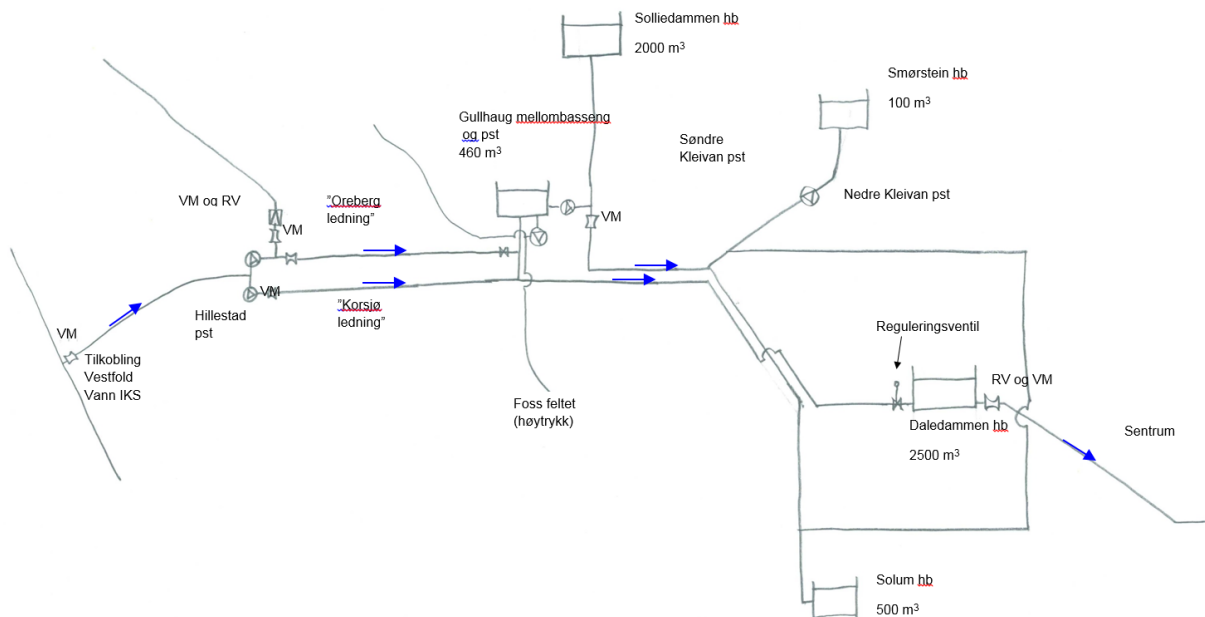 Solliedammen hb
2000 m³
Smørstein hb
100 m³
Gullhaug mellombasseng
og pst
460 m³
Søndre
Kleivan pst
Nedre Kleivan pst
VM og RV
VM
"Oreberg
ledning"
VM
VM
Hillestad
pst
"Korsjø
ledning"
VM
Tilkobling
Vestfold
Vann IKS
Foss feltet
(høytrykk)
Reguleringsventil
RV og VM
Daledammen hb
2500 m³
Sentrum
Solum hb
500 m³